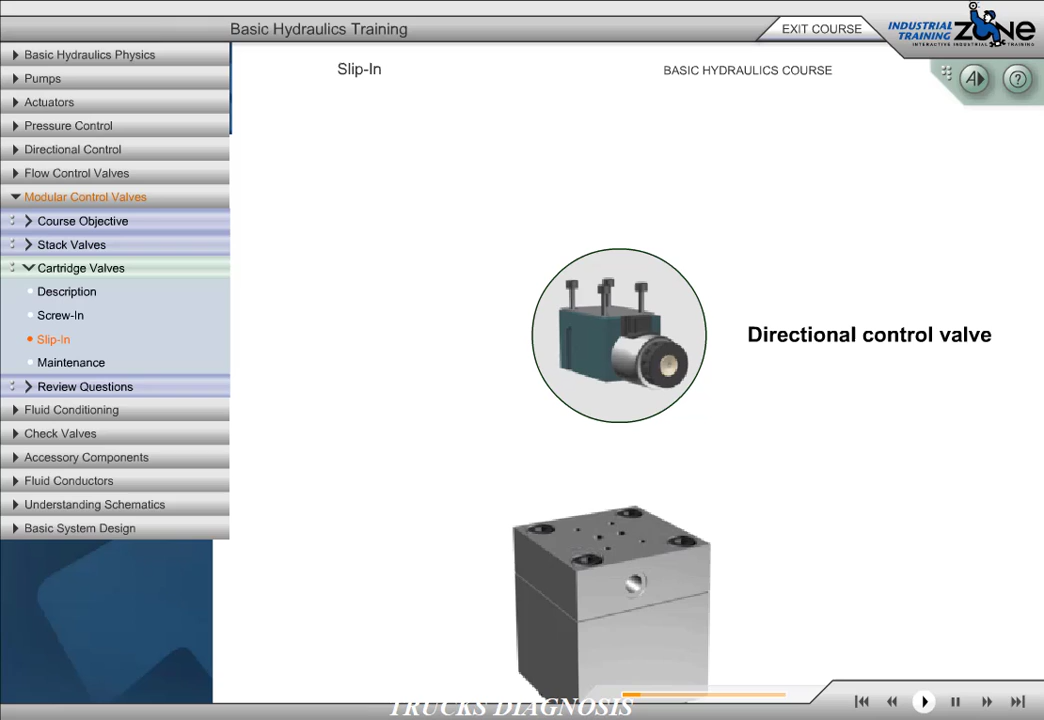 Basic Hydraulics Training
EXIT COURSE
INDUSTRIAL
TRAINING
ZONE
INTERACTIVE INDUSTRIAL TRAINING
Slip-In
BASIC HYDRAULICS COURSE
A
?
Basic Hydraulics Physics
Pumps
Actuators
Pressure Control
Directional Control
Flow Control Valves
Modular Control Valves
Course Objective
Stack Valves
Cartridge Valves
Description
Screw-In
Slip-In
Maintenance
Review Questions
Fluid Conditioning
Check Valves
Accessory Components
Fluid Conductors
Understanding Schematics
Basic System Design
Directional control valve
TRUCKS DIAGNOSIS